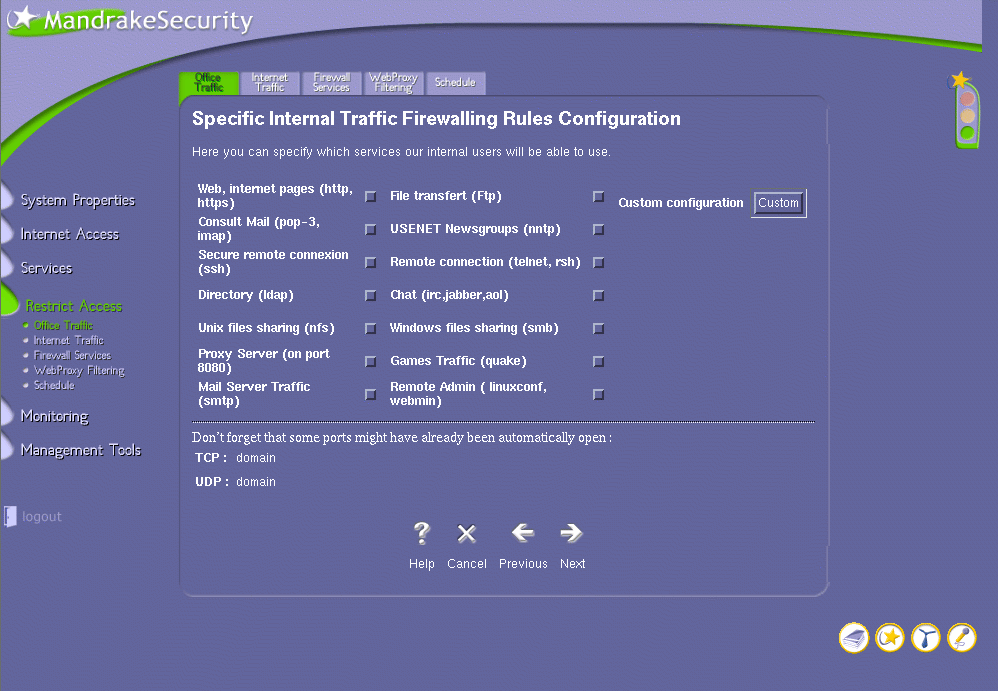 MandrakeSecurity
Office
Traffic
Internet
Traffic
Firewall
Services
WebProxy
Filtering
Schedule
Specific Internal Traffic Firewalling Rules Configuration
Here you can specify which services our internal users will be able to use.
Web, internet pages (http,
https)
File transfert (Ftp)
Custom configuration
Custom
Consult Mail (pop-3,
imap)
USENET Newsgroups (nntp)
Secure remote connexion
(ssh)
Remote connection (telnet, rsh)
Directory (ldap)
Chat (irc,jabber,aol)
Unix files sharing (nfs)
Windows files sharing (smb)
Proxy Server (on port
8080)
Games Traffic (quake)
Mail Server Traffic
(smtp)
Remote Admin ( linuxconf,
webmin)
Don't forget that some ports might have already been automatically open :
TCP : domain
UDP : domain
Help
Cancel
Previous
Next
System Properties
Internet Access
Services
Restrict Access
Office Traffic
Internet Traffic
Firewall Services
WebProxy Filtering
Schedule
Monitoring
Management Tools
logout